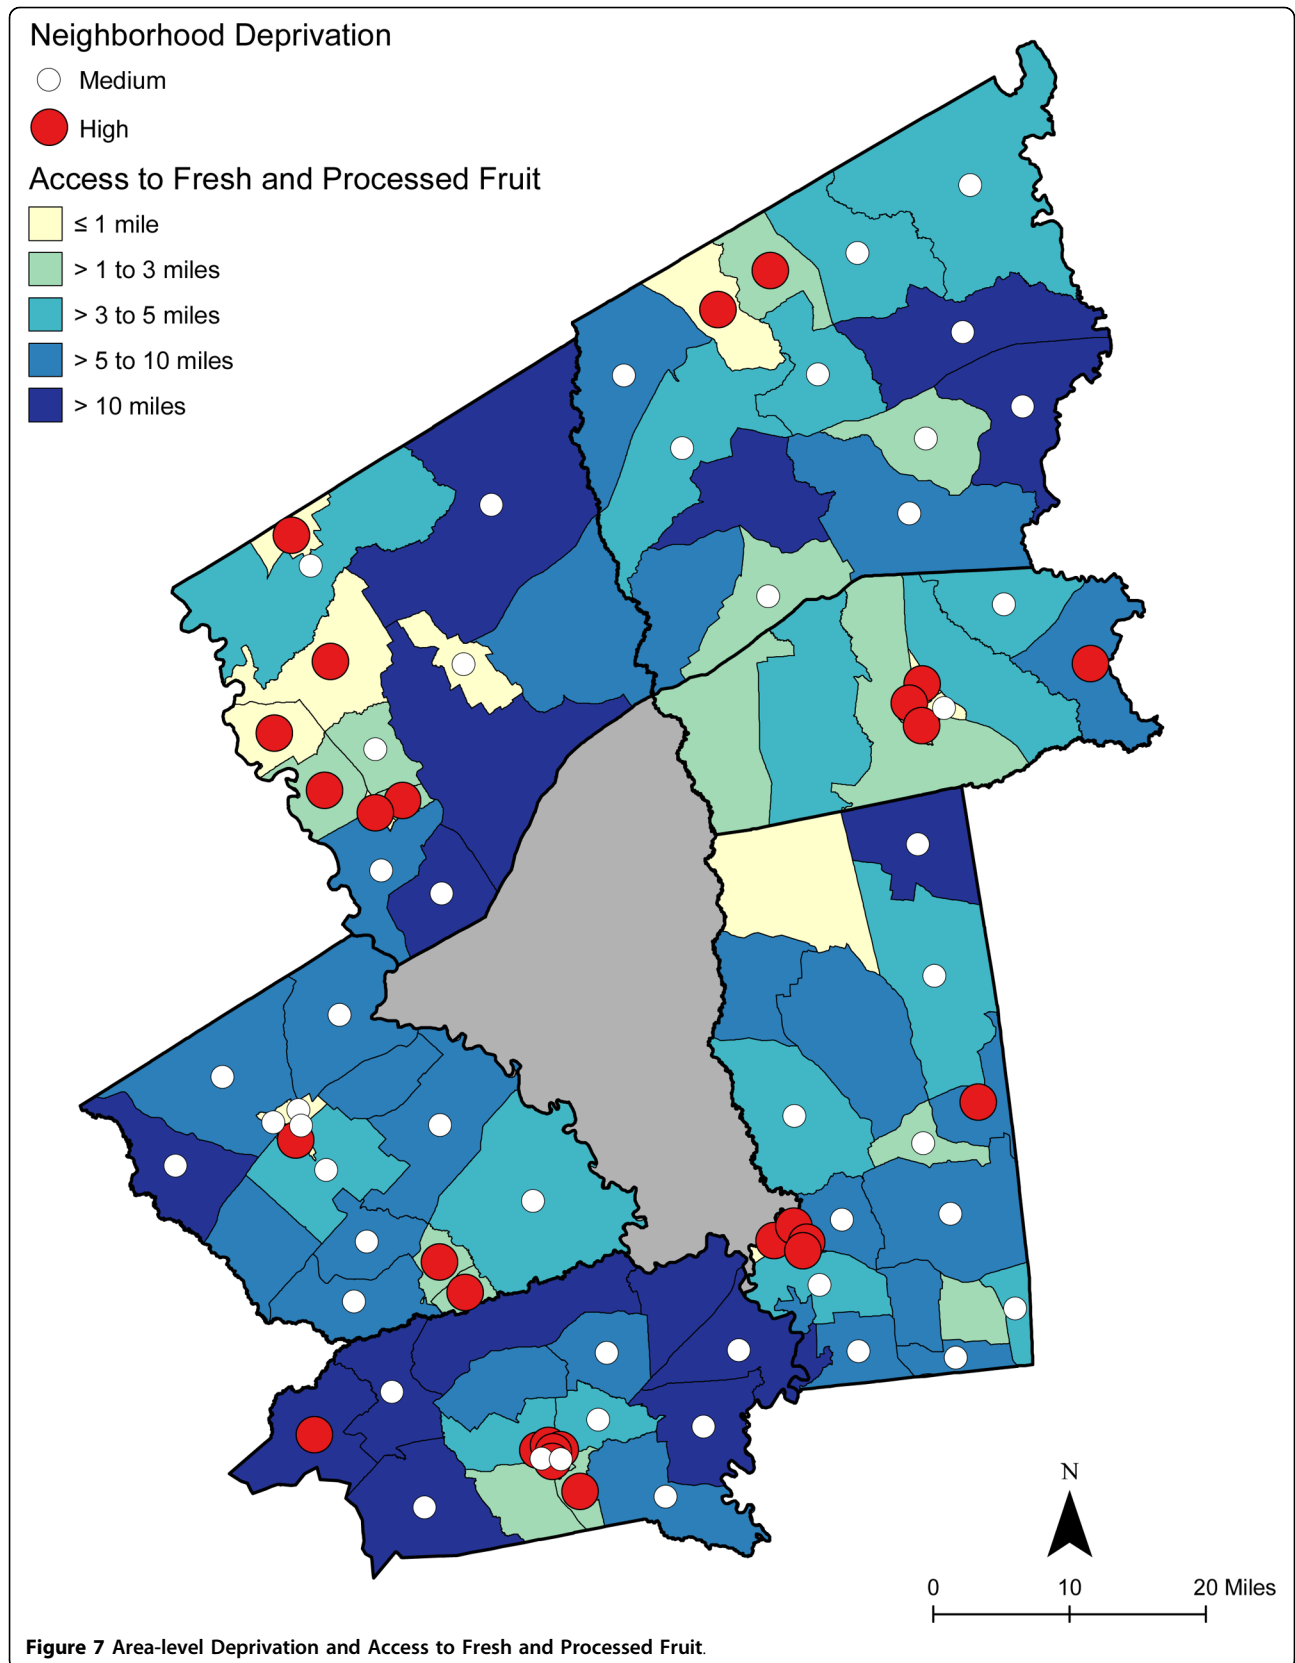 Neighborhood Deprivation
Medium
High
Access to Fresh and Processed Fruit
≤ 1 mile
> 1 to 3 miles
> 3 to 5 miles
> 5 to 10 miles
> 10 miles
N
0 10 20 Miles
Figure 7 Area-level Deprivation and Access to Fresh and Processed Fruit.